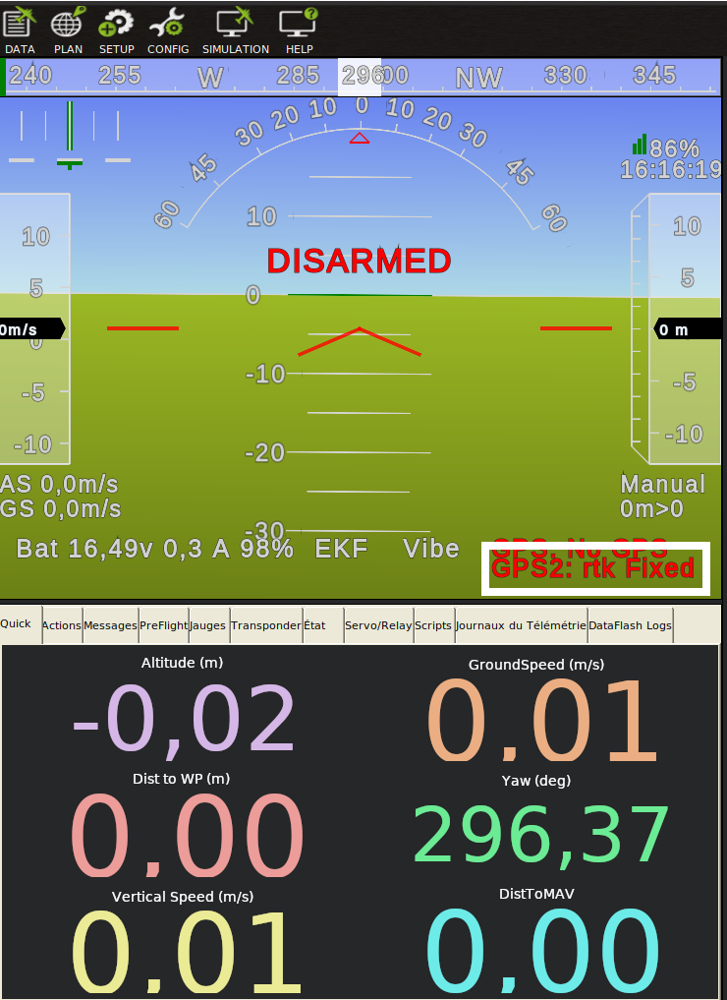 DATA PLAN SETUP CONFIG SIMULATION HELP
240 255 W 285 296 00 NW 330 345
60 45 30 20 10 0 10 20 30 45 60
86%
16:16:19
10 10 10
DISARMED
5 0 5
0m/s 0 m
0
-5 -10 -5
-10 -20 -10
AS 0,0m/s Manual
GS 0,0m/s 0m>0
-30
Bat 16,49v 0,3 A 98% EKF Vibe GPS: No GPS
GPS2: rtk Fixed
Quick Actions Messages PreFlight Jauges Transponder État Servo/Relay Scripts Journaux du Télémétrie DataFlash Logs
Altitude (m) GroundSpeed (m/s)
-0,02 0,01
Dist to WP (m) Yaw (deg)
0,00 296,37
Vertical Speed (m/s) DistToMAV
0,01 0,00